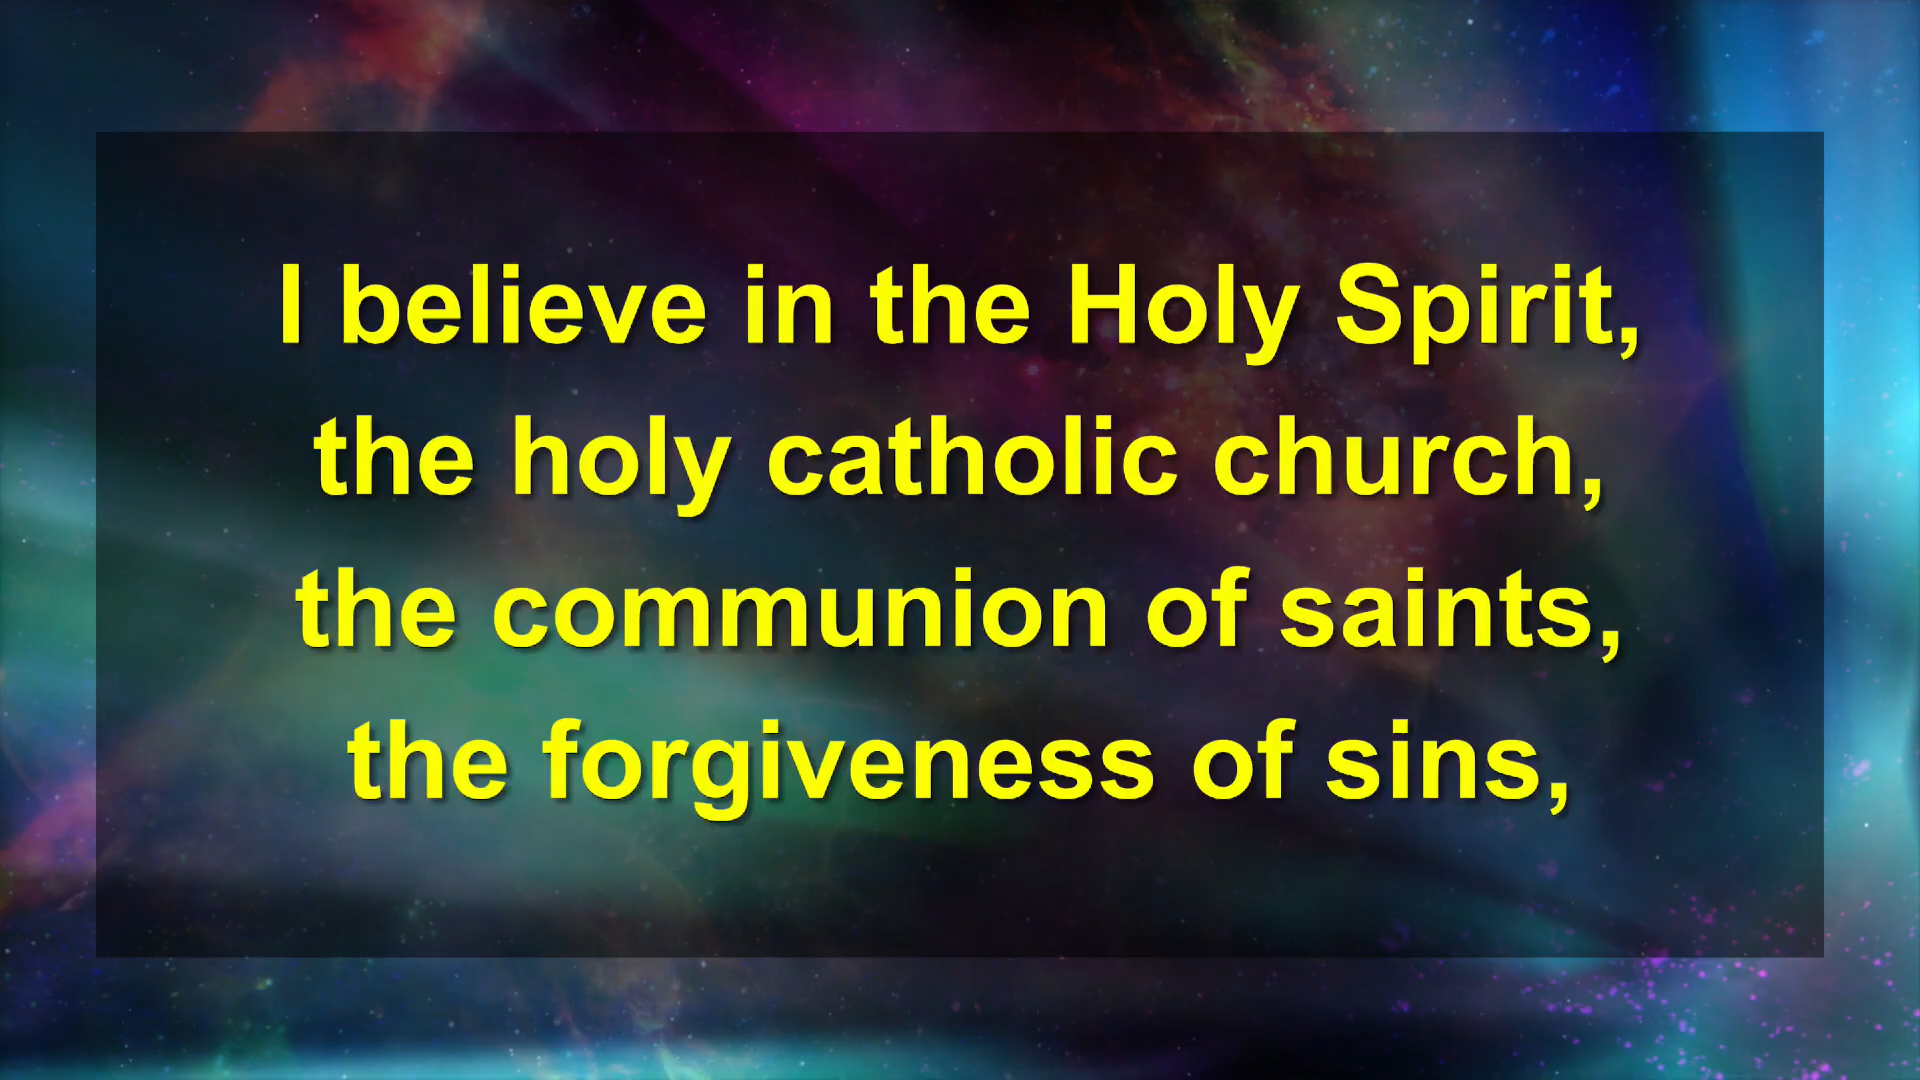 I believe in the Holy Spirit,
the holy catholic church,
the communion of saints,
the forgiveness of sins,